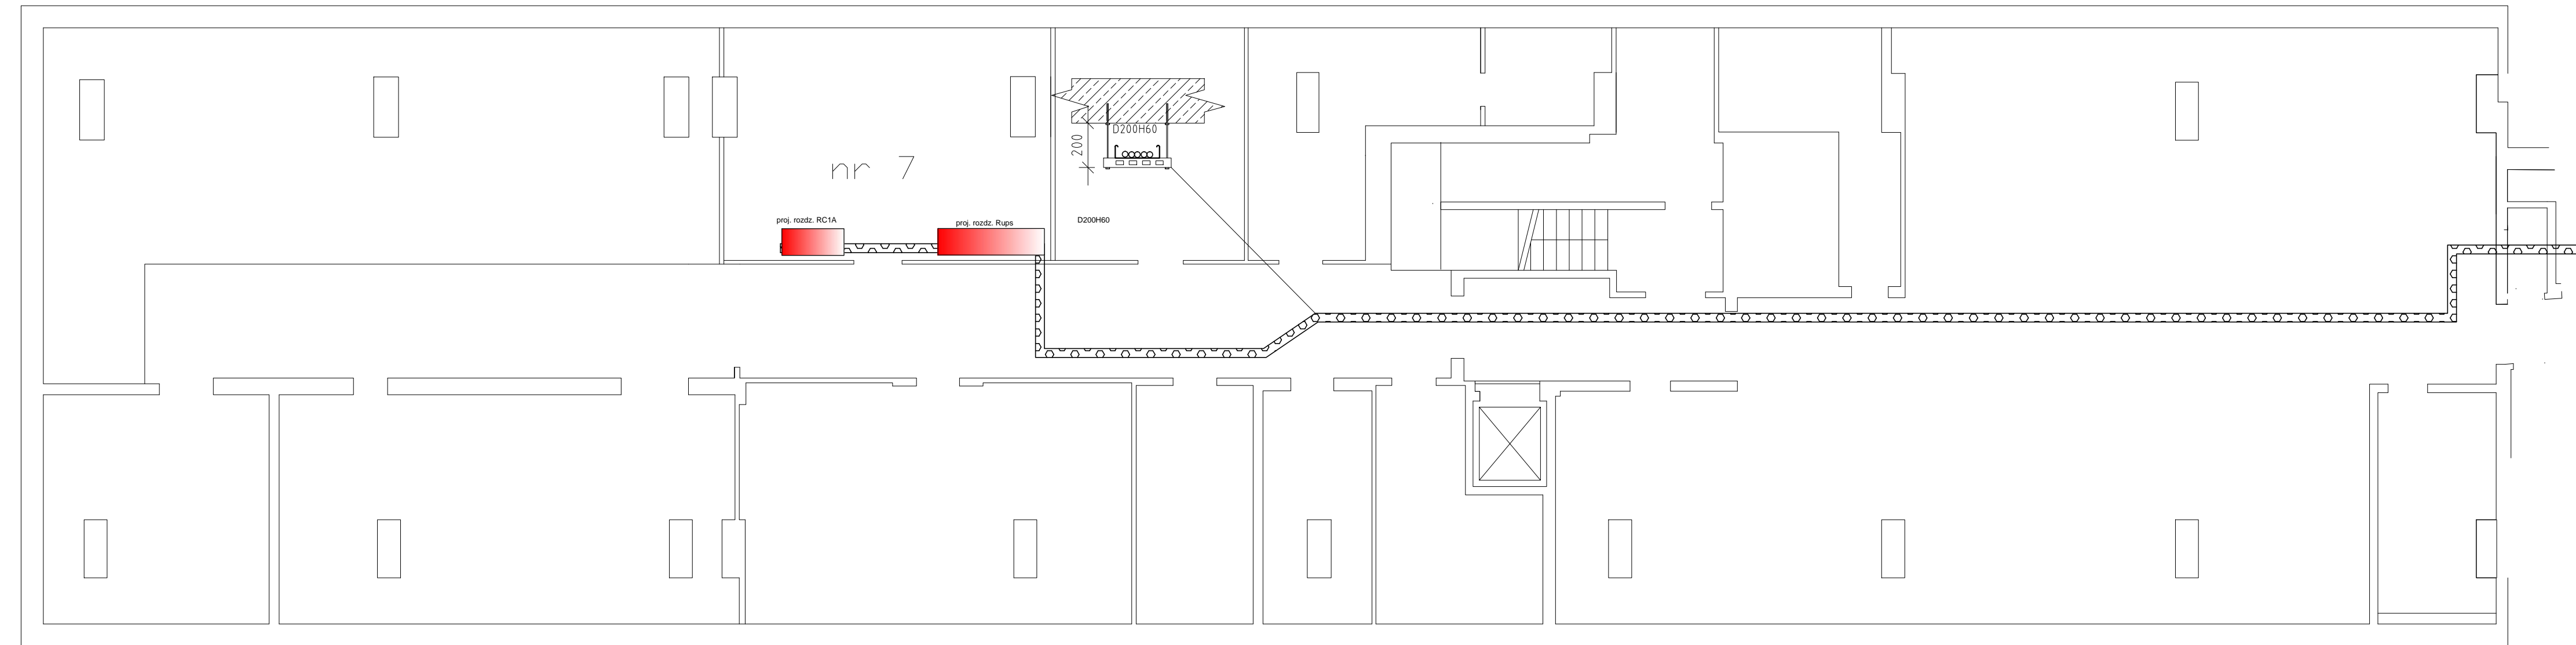 D200H60
200
nr 7
proj. rozdz. RC1A
proj. rozdz. Rups
D200H60